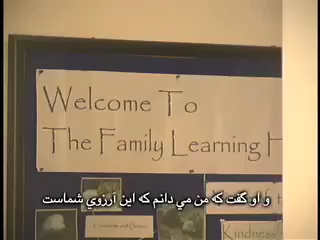 Welcome To
The Family Learning H
و او گفت که من مي دانم که اين آرزوي شماست
Kindness